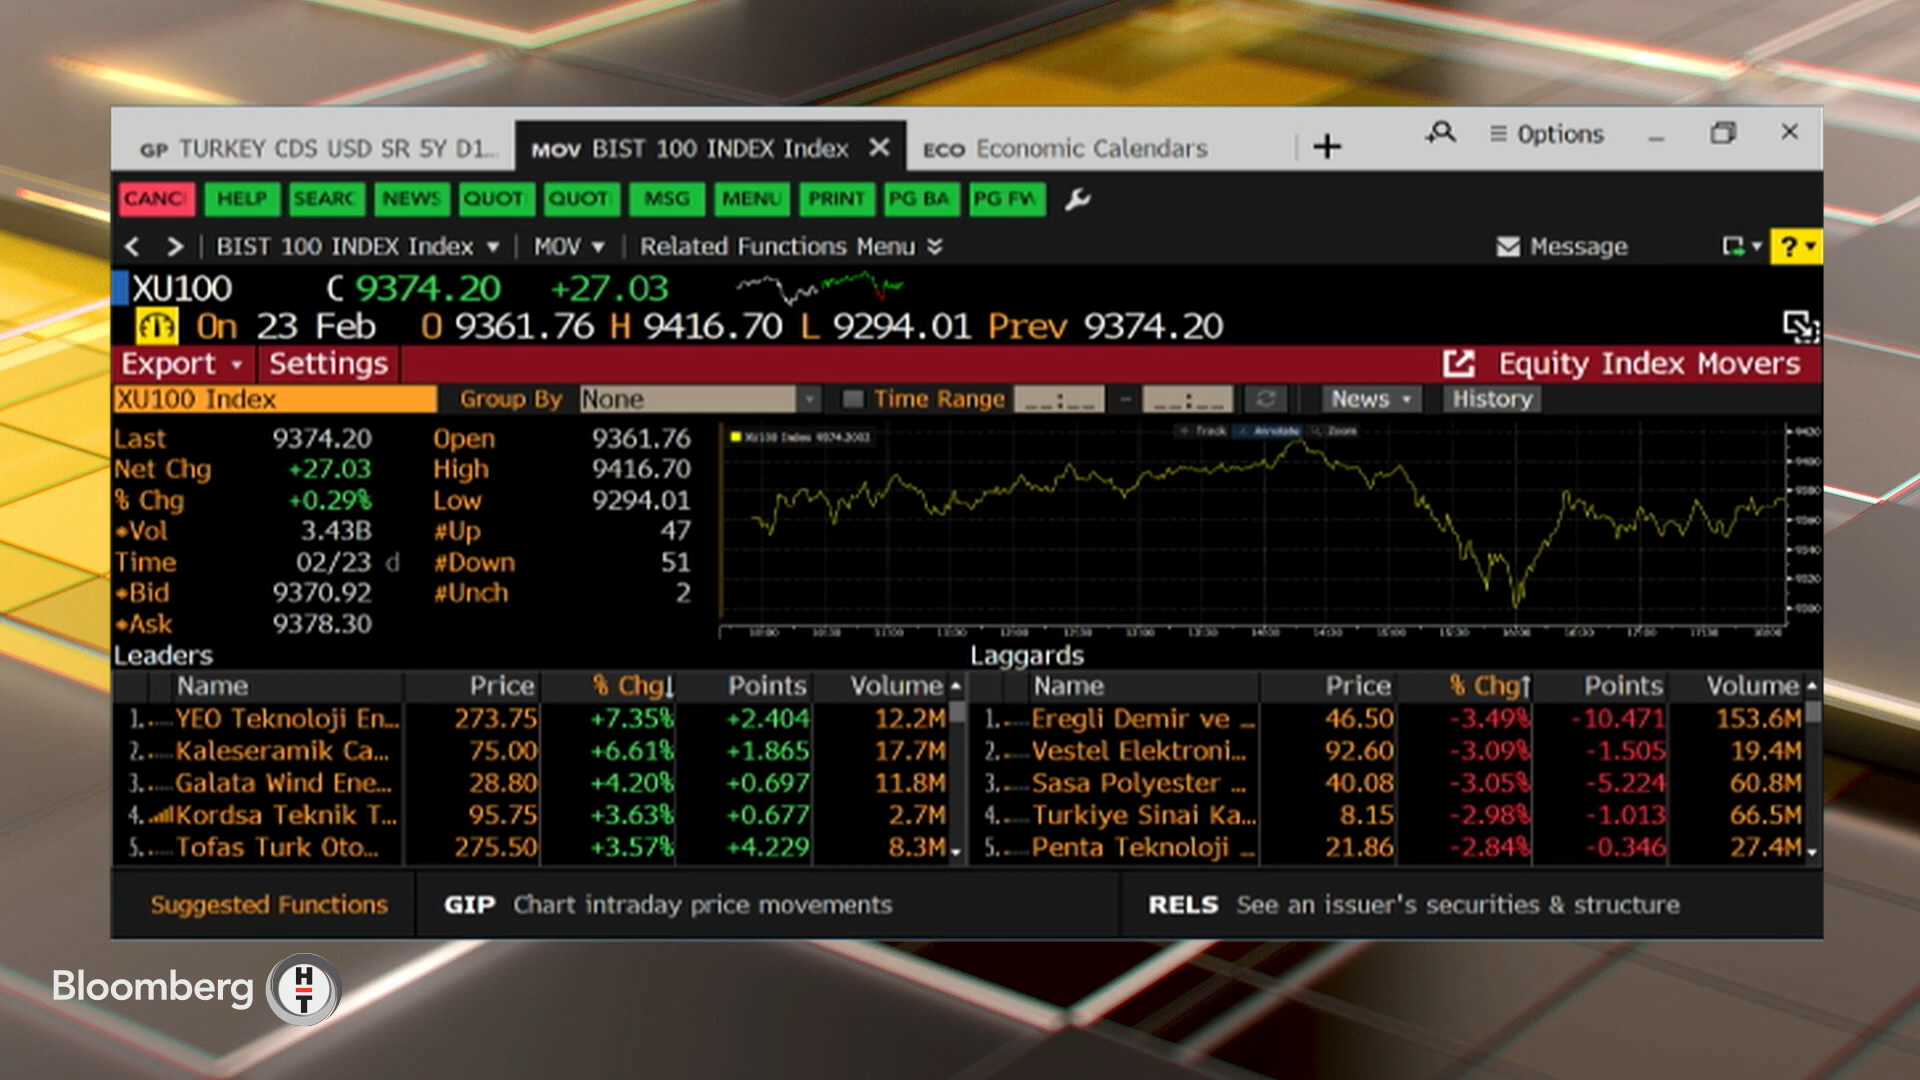 GP TURKEY CDS USD SR 5Y D1... MOV BIST 100 INDEX Index × ECO Economic Calendars + Options
CANC HELP SEARC NEWS QUOT QUOT MSG MENU PRINT PG BA PG FW
BIST 100 INDEX Index MOV Related Functions Menu Message ?
XU100 C 9374.20 +27.03
On 23 Feb O 9361.76 H 9416.70 L 9294.01 Prev 9374.20
Export Settings Equity Index Movers
XU100 Index Group By None Time Range __:__ - __:__ News History
Last 9374.20 Open 9361.76
Net Chg +27.03 High 9416.70
% Chg +0.29% Low 9294.01
Vol 3.43B #Up 47
Time 02/23 d #Down 51
Bid 9370.92 #Unch 2
Ask 9378.30
XU100 Index Track Annotate Zoom
Leaders Laggards
Name Price % Chg↓ Points Volume Name Price % Chg↑ Points Volume
1. YEO Teknoloji En... 273.75 +7.35% +2.404 12.2M 1. Eregli Demir ve ... 46.50 -3.49% -10.471 153.6M
2. Kaleseramik Ca... 75.00 +6.61% +1.865 17.7M 2. Vestel Elektroni... 92.60 -3.09% -1.505 19.4M
3. Galata Wind Ene... 28.80 +4.20% +0.697 11.8M 3. Sasa Polyester ... 40.08 -3.05% -5.224 60.8M
4. Kordsa Teknik T... 95.75 +3.63% +0.677 2.7M 4. Turkiye Sinai Ka... 8.15 -2.98% -1.013 66.5M
5. Tofas Turk Oto... 275.50 +3.57% +4.229 8.3M 5. Penta Teknoloji ... 21.86 -2.84% -0.346 27.4M
Suggested Functions GIP Chart intraday price movements RELS See an issuer's securities & structure
Bloomberg HT